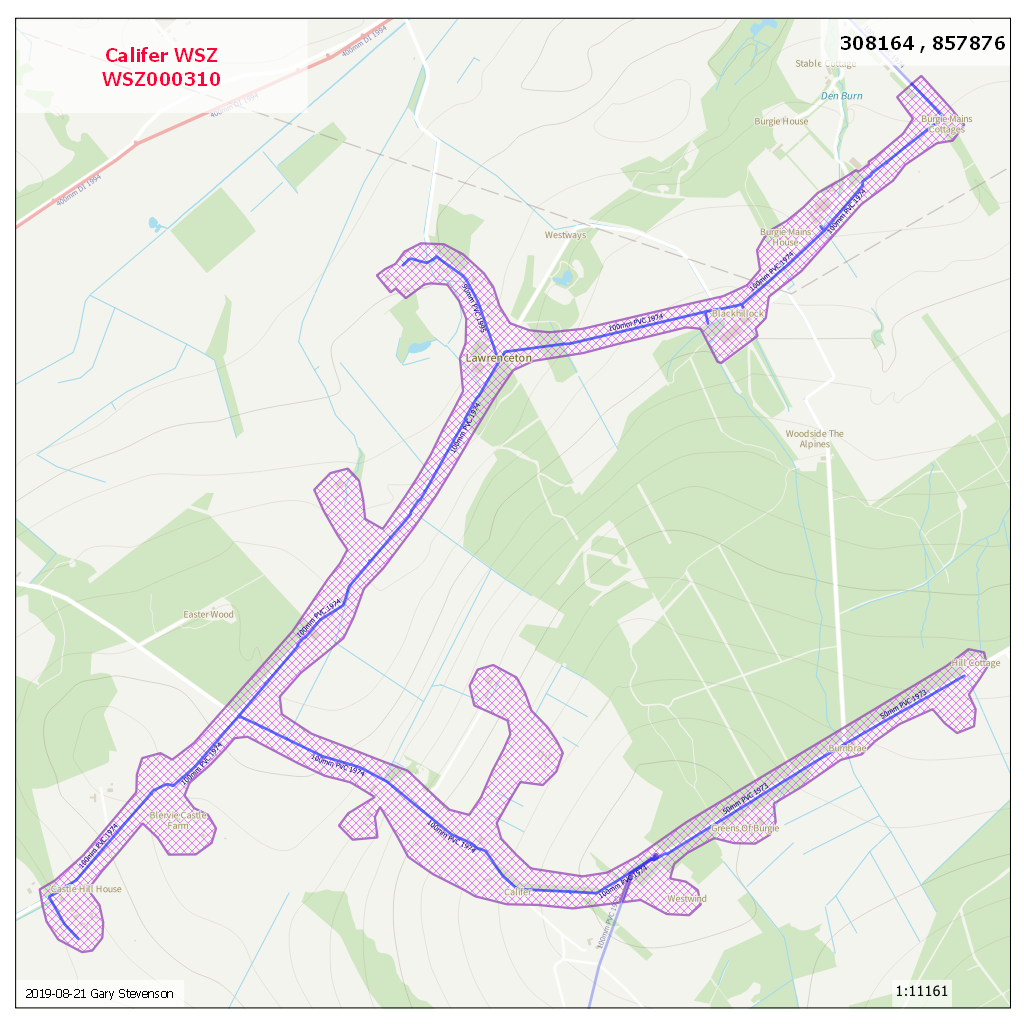 Califer WSZ
WSZ000310
308164 , 857876
400mm DI 1994
400mm DI 1994
400mm DI 1994
Stable Cottage
Den Burn
Burgie House
Burgie Mains
Cottages
100mm PVC 1974
Burgie Mains
House
Westways
100mm PVC 1974
90mm PVC 1995
100mm PVC 1974
Blackhillock
Lawrenceton
100mm PVC 1974
Woodside The
Alpines
Easter Wood
100mm PVC 1974
Hill Cottage
50mm PVC 1973
Burnbrae
100mm PVC 1974
100mm PVC 1974
50mm PVC 1973
Blervie Castle
Farm
100mm PVC 1974
100mm PVC 1974
Greens Of Burgie
Castle Hill House
Califer
100mm PVC 1974
Westwind
100mm PVC
2019-08-21 Gary Stevenson
1:11161